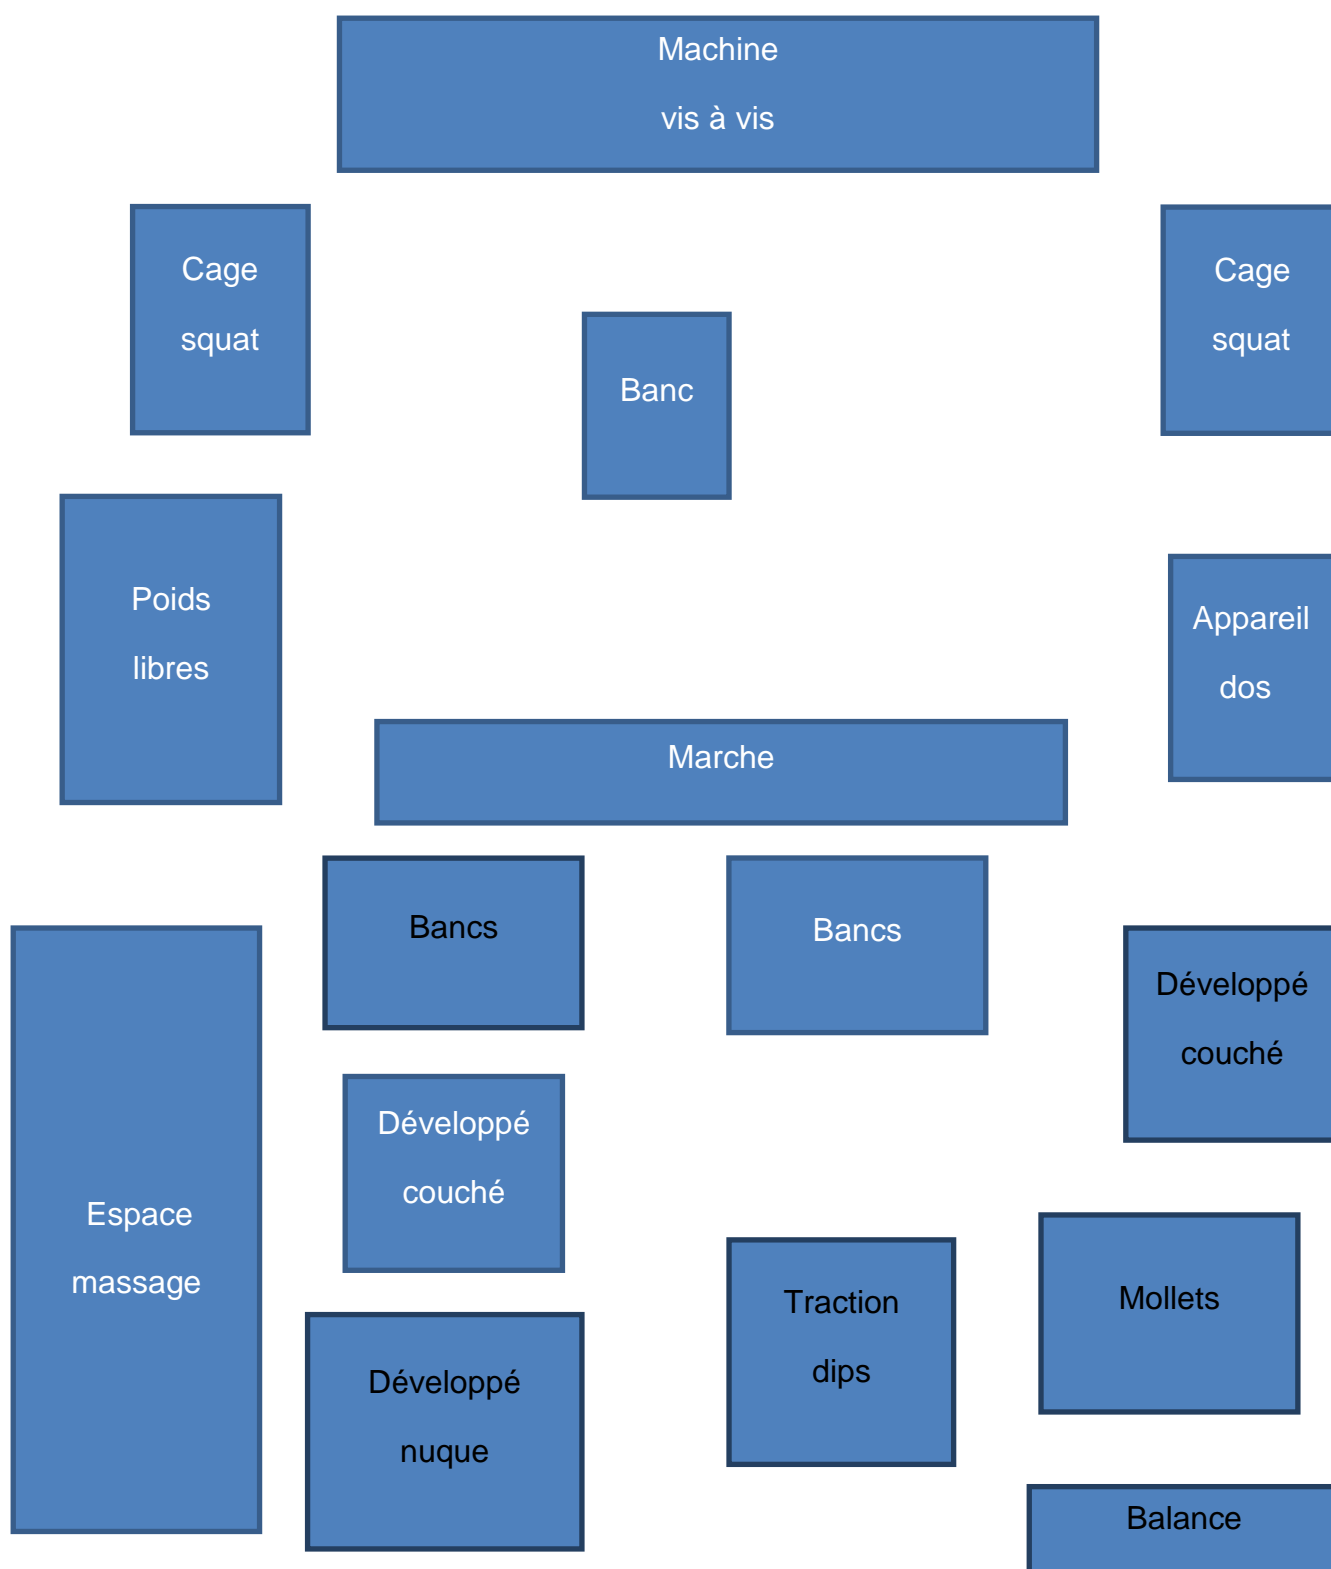 Machine
vis à vis
Cage
squat
Cage
squat
Banc
Poids
libres
Appareil
dos
Marche
Bancs
Bancs
Développé
couché
Développé
couché
Espace
massage
Mollets
Traction
dips
Développé
nuque
Balance